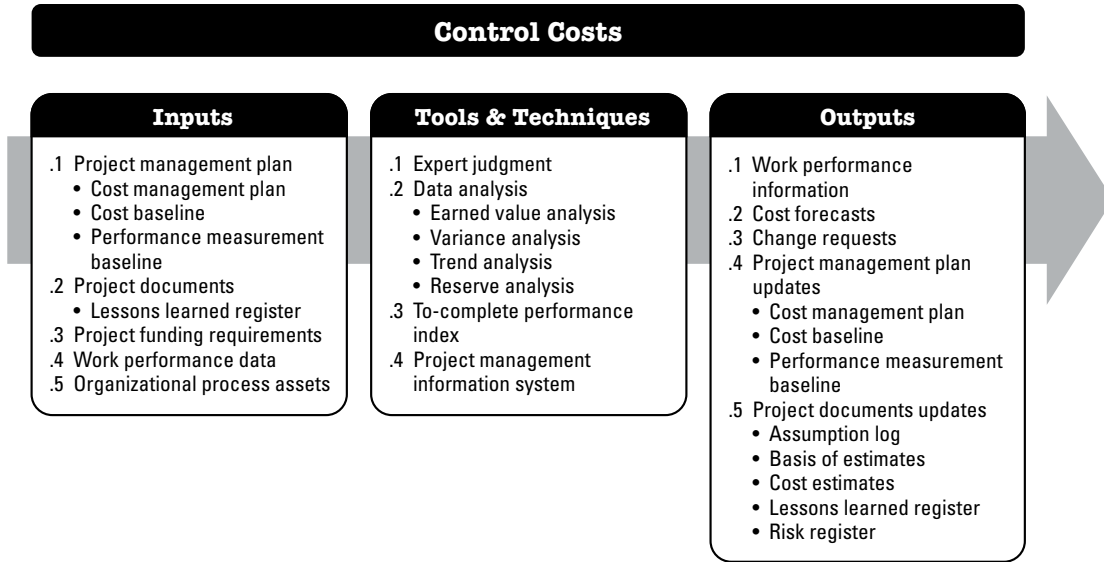 Control Costs
Inputs
.1 Project management plan
• Cost management plan
• Cost baseline
• Performance measurement
baseline
.2 Project documents
• Lessons learned register
.3 Project funding requirements
.4 Work performance data
.5 Organizational process assets
Tools & Techniques
.1 Expert judgment
.2 Data analysis
• Earned value analysis
• Variance analysis
• Trend analysis
• Reserve analysis
.3 To-complete performance
index
.4 Project management
information system
Outputs
.1 Work performance
information
.2 Cost forecasts
.3 Change requests
.4 Project management plan
updates
• Cost management plan
• Cost baseline
• Performance measurement
baseline
.5 Project documents updates
• Assumption log
• Basis of estimates
• Cost estimates
• Lessons learned register
• Risk register